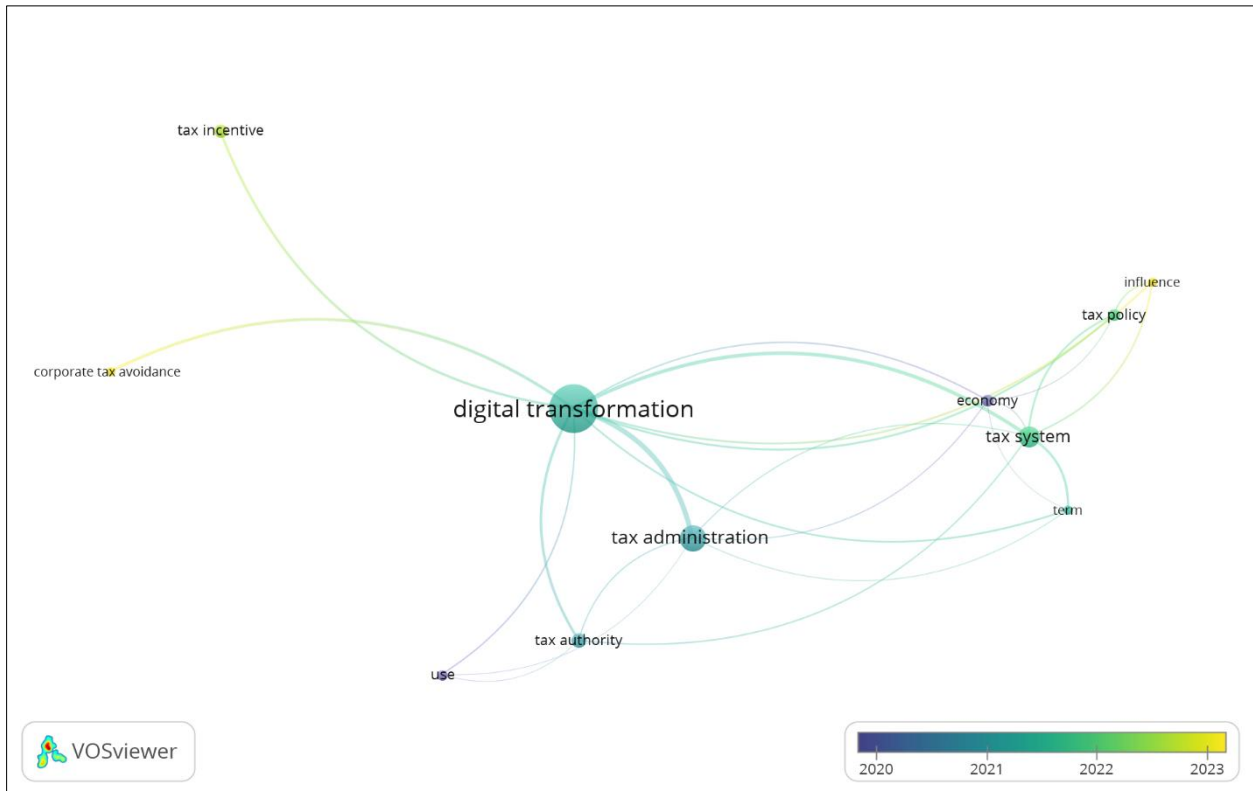 tax incentive
influence
tax policy
corporate tax avoidance
economy
digital transformation
tax system
term
tax administration
tax authority
use
VOSviewer
2020 2021 2022 2023